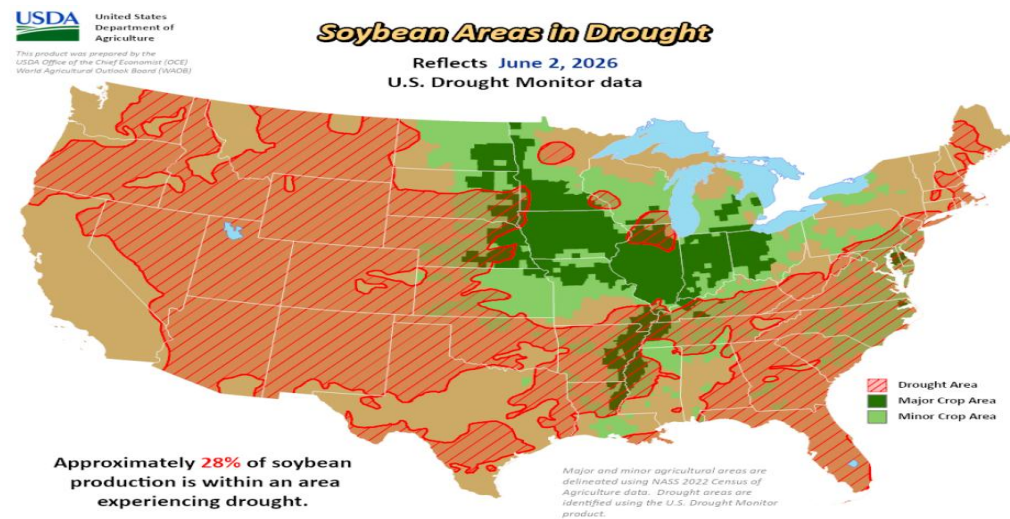 USDA
United States
Department of
Agriculture
This product was prepared by the
USDA Office of the Chief Economist (OCE)
World Agricultural Outlook Board (WAOB)
Soybean Areas in Drought
Reflects June 2, 2026
U.S. Drought Monitor data
Drought Area
Major Crop Area
Minor Crop Area
Approximately 28% of soybean
production is within an area
experiencing drought.
Major and minor agricultural areas are
delineated using NASS 2022 Census of
Agriculture data. Drought areas are
identified using the U.S. Drought Monitor
product.